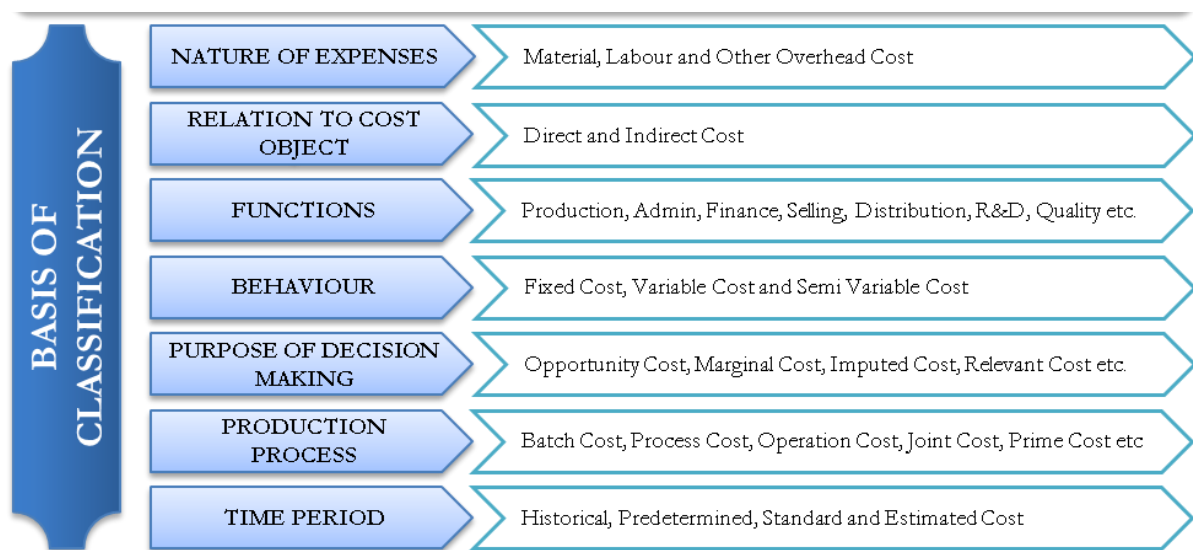 BASIS OF
CLASSIFICATION
NATURE OF EXPENSES
Material, Labour and Other Overhead Cost
RELATION TO COST
OBJECT
Direct and Indirect Cost
FUNCTIONS
Production, Admin, Finance, Selling, Distribution, R&D, Quality etc.
BEHAVIOUR
Fixed Cost, Variable Cost and Semi Variable Cost
PURPOSE OF DECISION
MAKING
Opportunity Cost, Marginal Cost, Imputed Cost, Relevant Cost etc.
PRODUCTION
PROCESS
Batch Cost, Process Cost, Operation Cost, Joint Cost, Prime Cost etc
TIME PERIOD
Historical, Predetermined, Standard and Estimated Cost